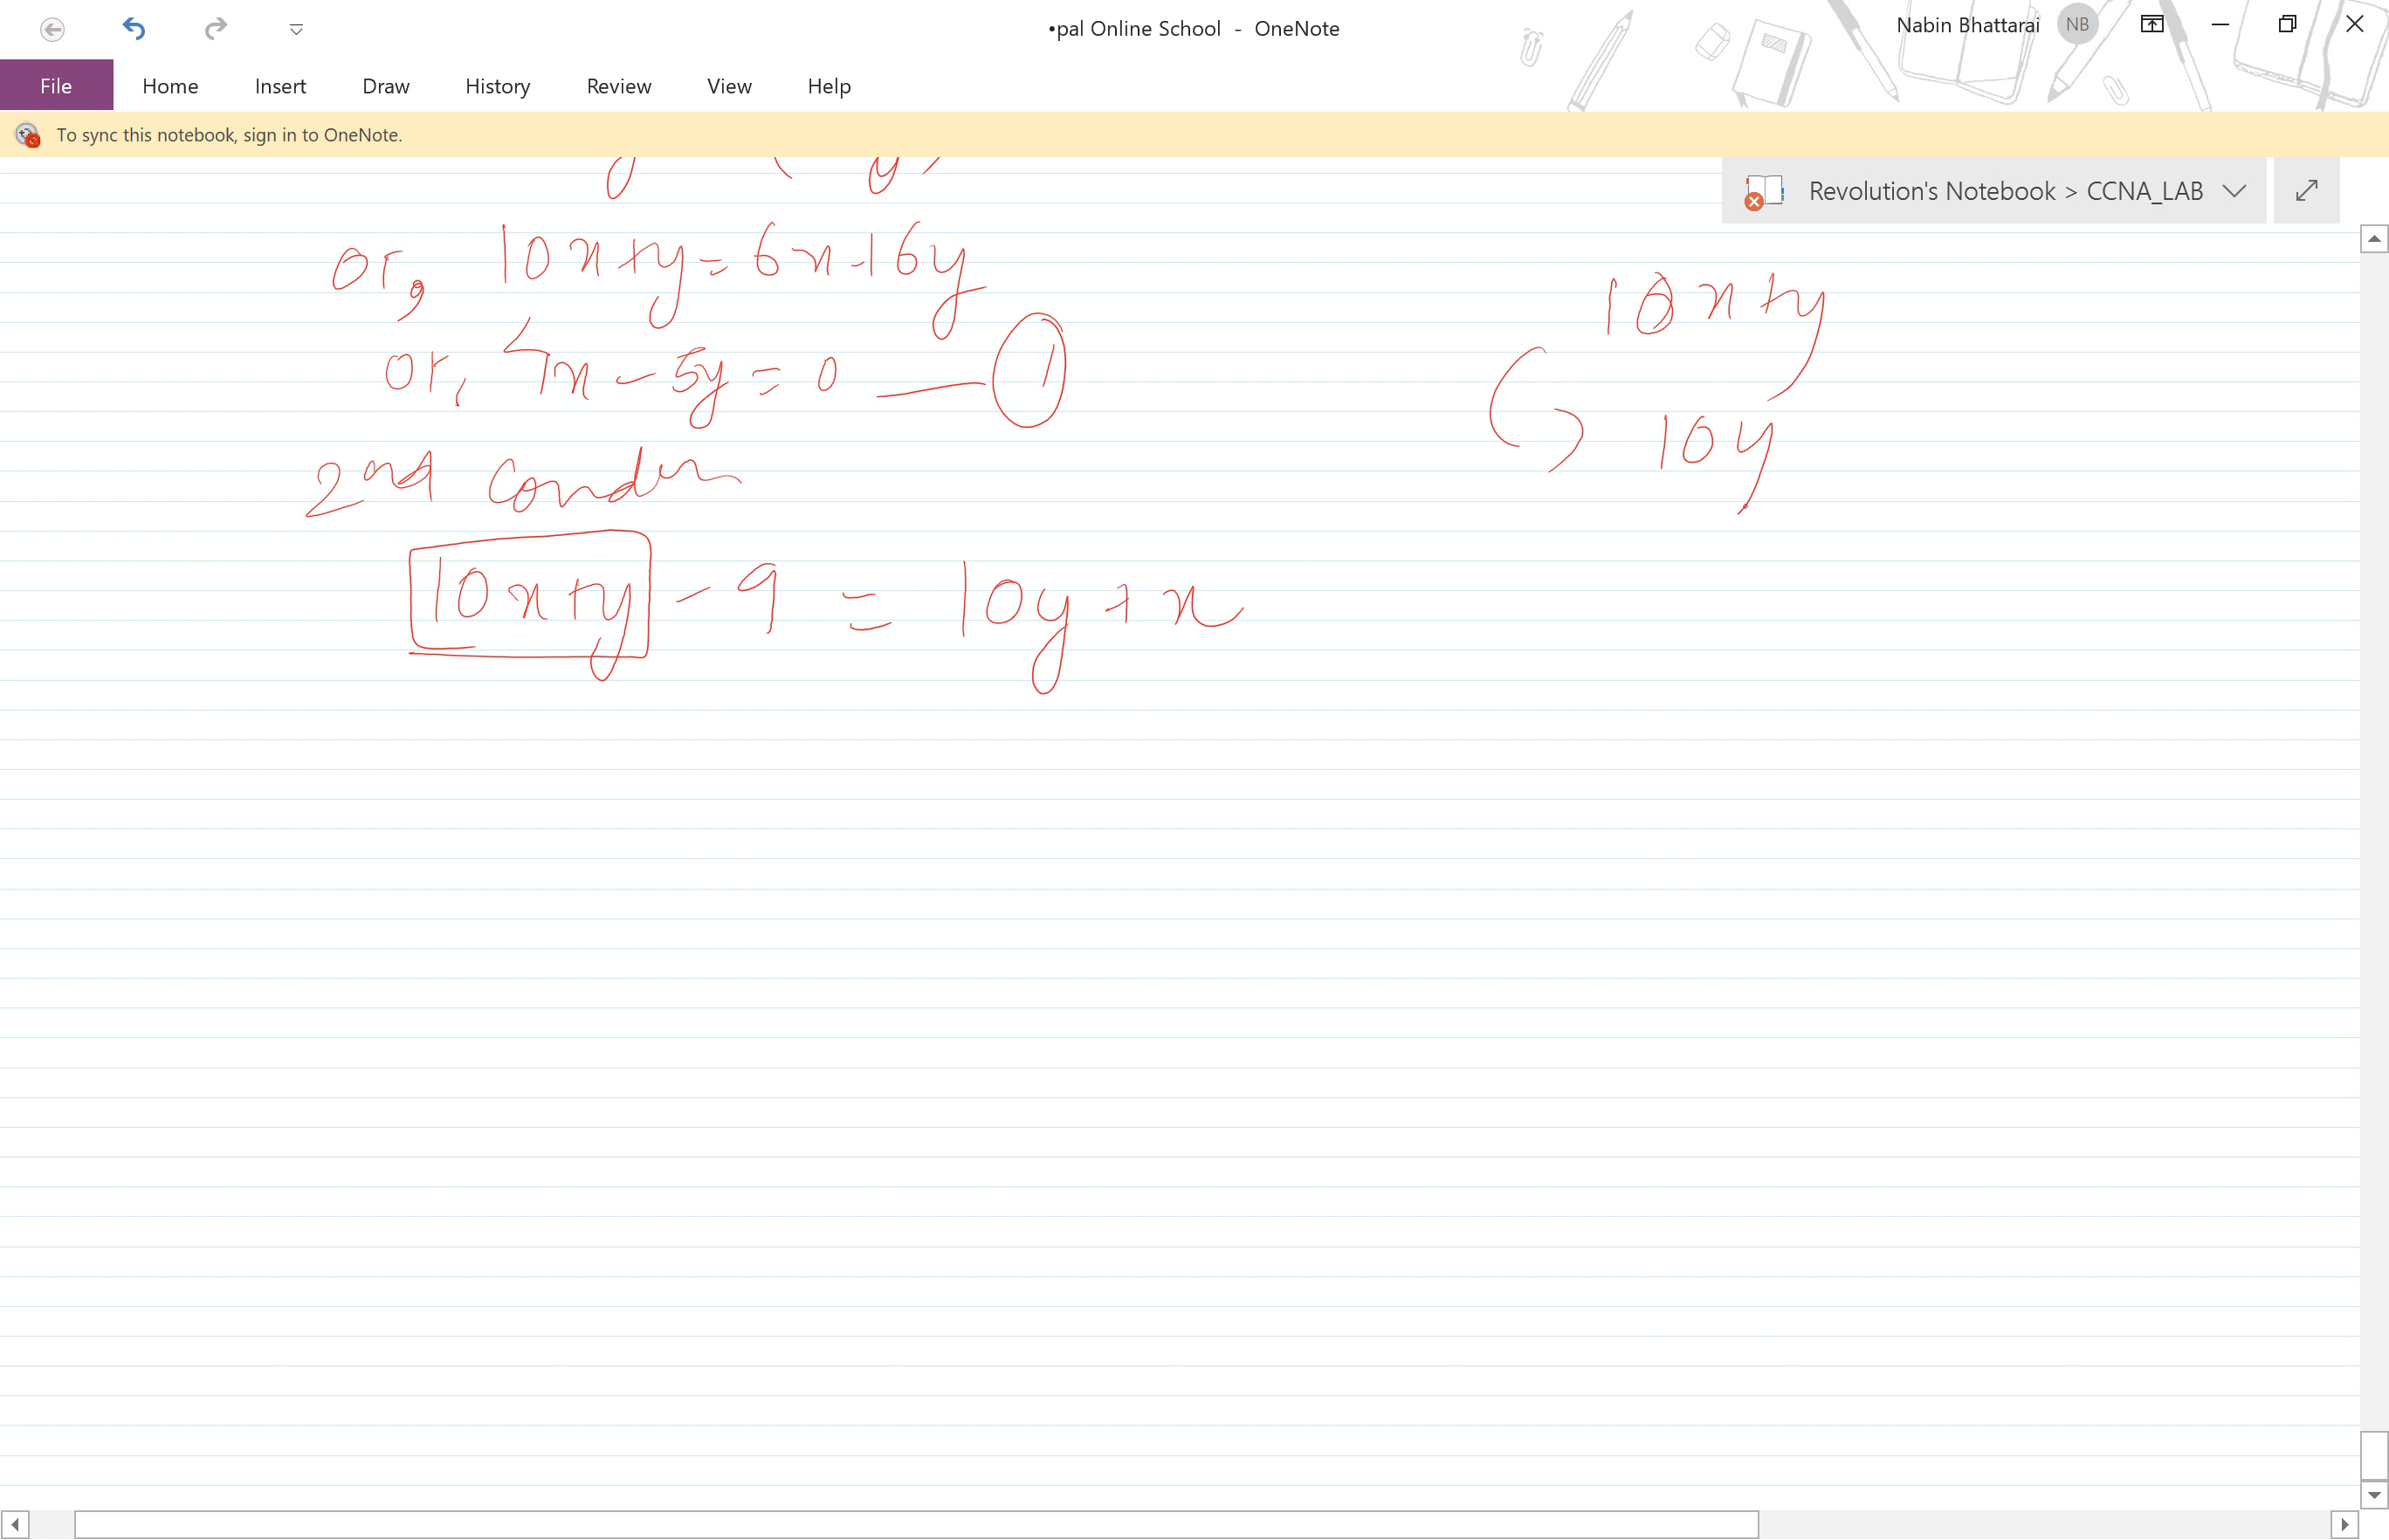 •pal Online School - OneNote
Nabin Bhattarai NB
File Home Insert Draw History Review View Help
To sync this notebook, sign in to OneNote.
Revolution's Notebook > CCNA_LAB
or, 10x+y=6x-16y
or, 4x-5y=0 — 1
2nd
10x+y - 9 = 10y+x
10x+y
10y